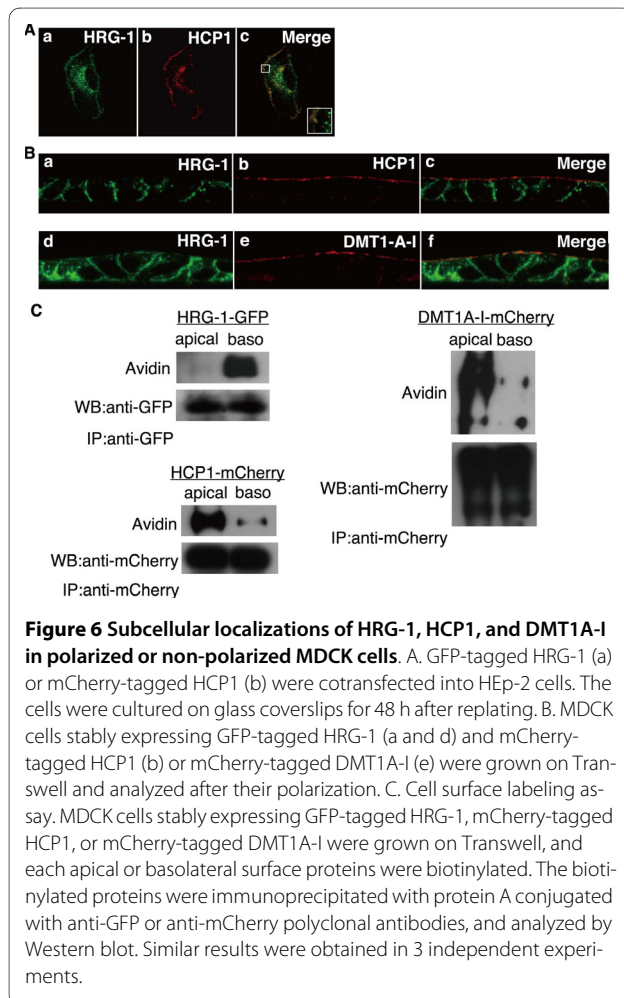 A
a HRG-1 b HCP1 c Merge
B
a HRG-1 b HCP1 c Merge
d HRG-1 e DMT1-A-I f Merge
C
HRG-1-GFP
apical baso
Avidin
WB:anti-GFP
IP:anti-GFP
HCP1-mCherry
apical baso
Avidin
WB:anti-mCherry
IP:anti-mCherry
DMT1A-I-mCherry
apical baso
Avidin
WB:anti-mCherry
IP:anti-mCherry
Figure 6 Subcellular localizations of HRG-1, HCP1, and DMT1A-I
in polarized or non-polarized MDCK cells. A. GFP-tagged HRG-1 (a)
or mCherry-tagged HCP1 (b) were cotransfected into HEp-2 cells. The
cells were cultured on glass coverslips for 48 h after replating. B. MDCK
cells stably expressing GFP-tagged HRG-1 (a and d) and mCherry-
tagged HCP1 (b) or mCherry-tagged DMT1A-I (e) were grown on Tran-
swell and analyzed after their polarization. C. Cell surface labeling as-
say. MDCK cells stably expressing GFP-tagged HRG-1, mCherry-tagged
HCP1, or mCherry-tagged DMT1A-I were grown on Transwell, and
each apical or basolateral surface proteins were biotinylated. The bioti-
nylated proteins were immunoprecipitated with protein A conjugated
with anti-GFP or anti-mCherry polyclonal antibodies, and analyzed by
Western blot. Similar results were obtained in 3 independent experi-
ments.